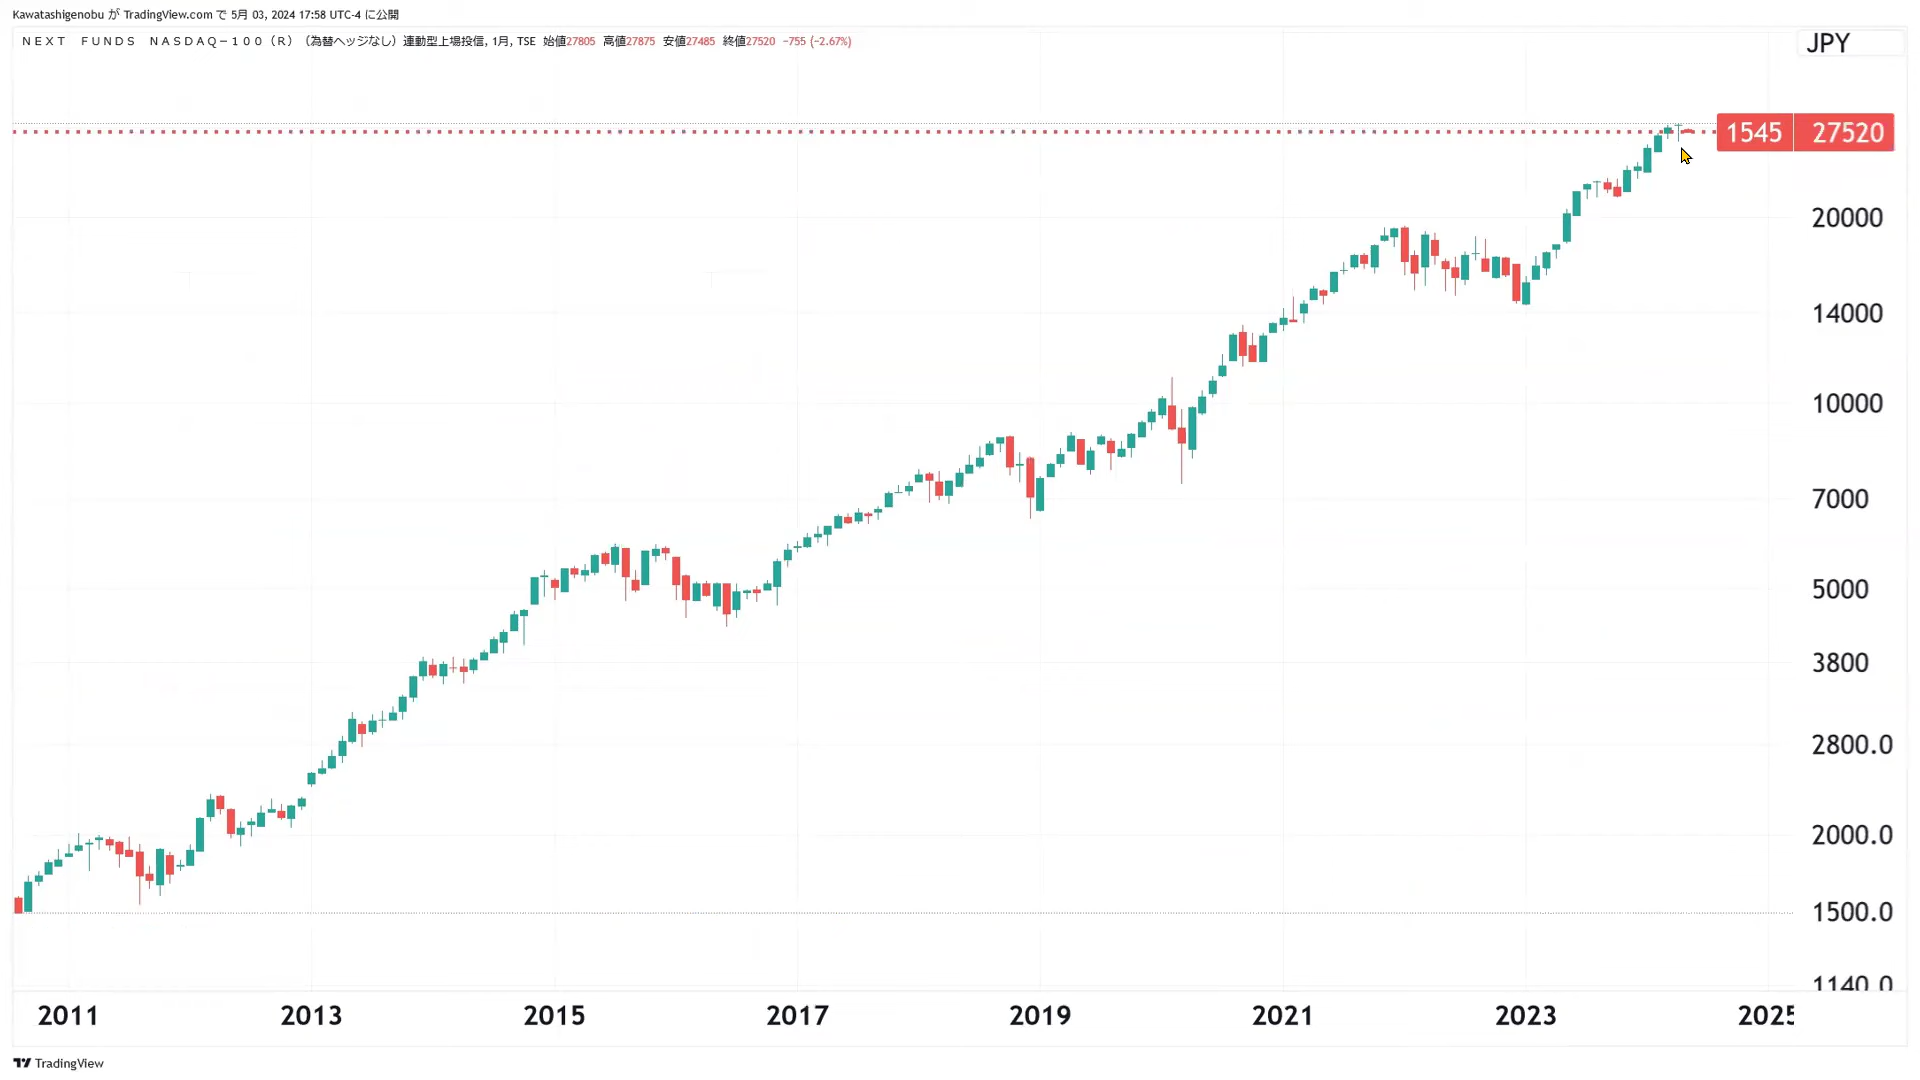 Kawatashigenobu が TradingView.com で 5月 03, 2024 17:58 UTC-4 に公開
ＮＥＸＴ　ＦＵＮＤＳ　ＮＡＳＤＡＱ－１００（Ｒ）（為替ヘッジなし）連動型上場投信, 1月, TSE 始値27805 高値27875 安値27485 終値27520 −755 (−2.67%)
JPY
1545 27520
20000
14000
10000
7000
5000
3800
2800.0
2000.0
1500.0
1140.0
2011 2013 2015 2017 2019 2021 2023 2025
TradingView